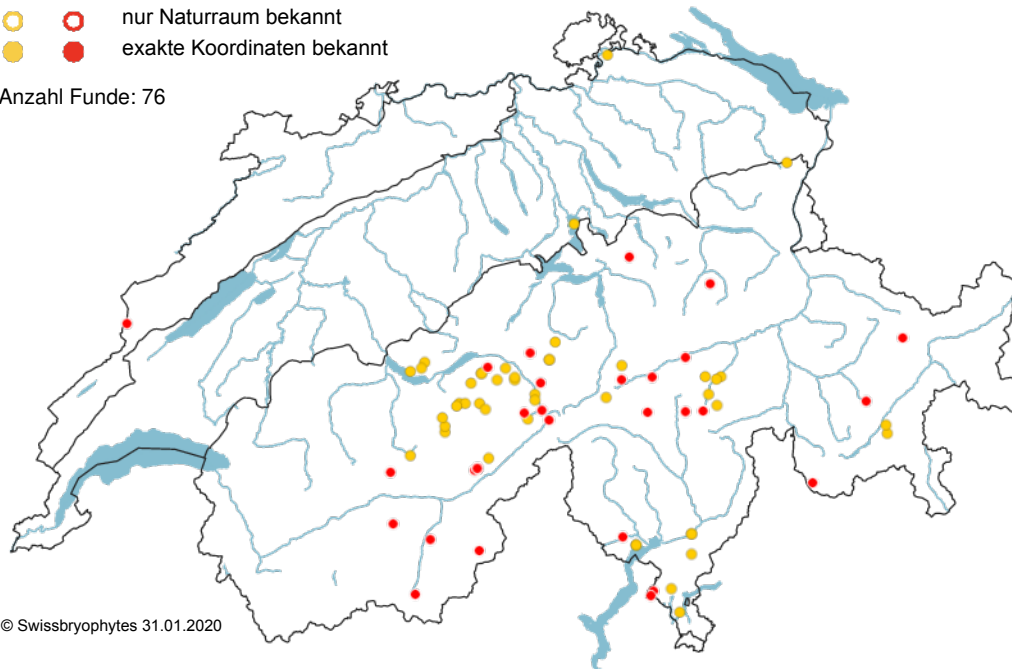 nur Naturraum bekannt
exakte Koordinaten bekannt
Anzahl Funde: 76
© Swissbryophytes 31.01.2020